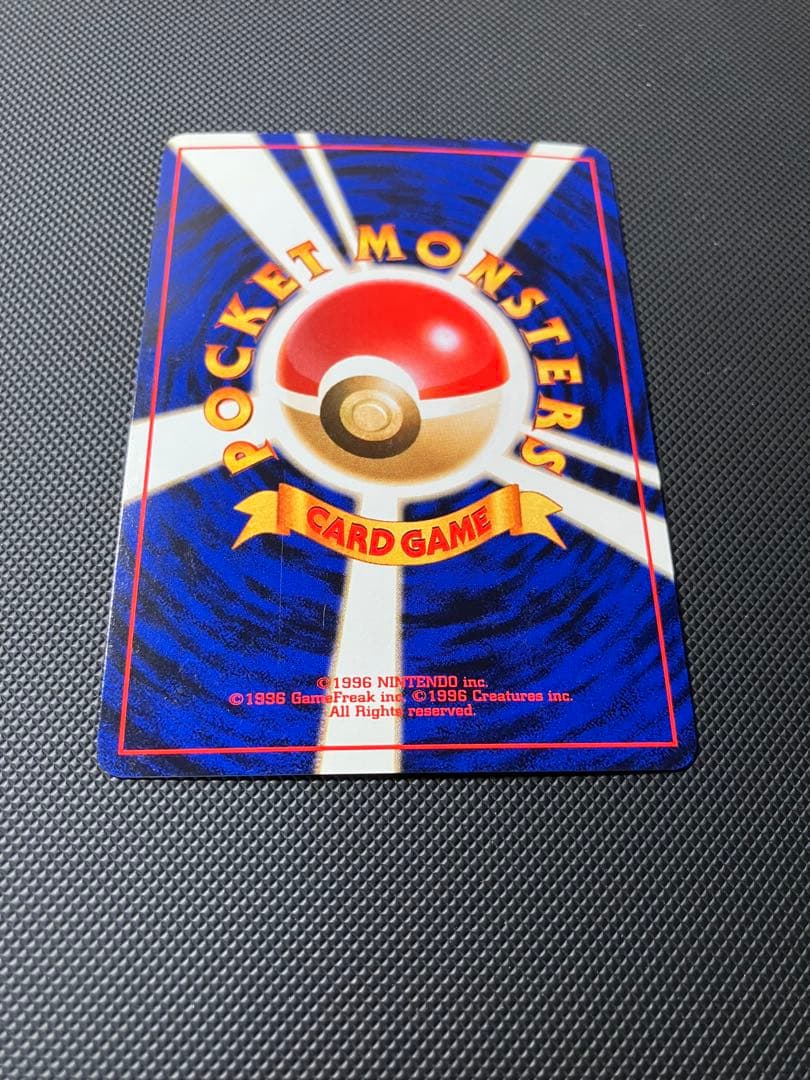 POCKET MONSTERS
CARD GAME
©1996 NINTENDO inc.
©1996 GameFreak inc. ©1996 Creatures inc.
All Rights reserved.